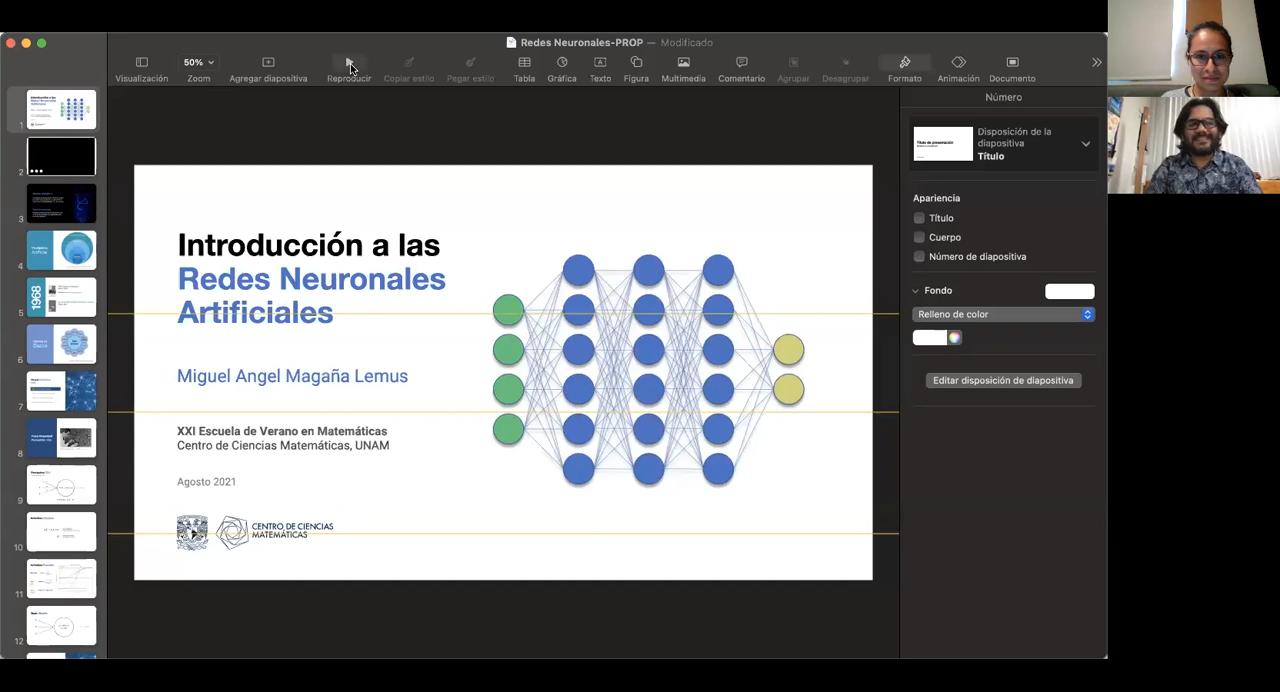 Redes Neuronales-PROP — Modificado
50%
Visualización Zoom Agregar diapositiva Reproducir Copiar estilo Pegar estilo Tabla Gráfica Texto Figura Multimedia Comentario Agrupar Desagrupar Formato Animación Documento
1
2
3
4
5
1968
6
7
8
9
10
11
12
Introducción a las
Redes Neuronales
Artificiales
Miguel Angel Magaña Lemus
XXI Escuela de Verano en Matemáticas
Centro de Ciencias Matemáticas, UNAM
Agosto 2021
CENTRO DE CIENCIAS
MATEMÁTICAS
Número
Disposición de la
diapositiva
Título
Apariencia
Título
Cuerpo
Número de diapositiva
Fondo
Relleno de color
Editar disposición de diapositiva